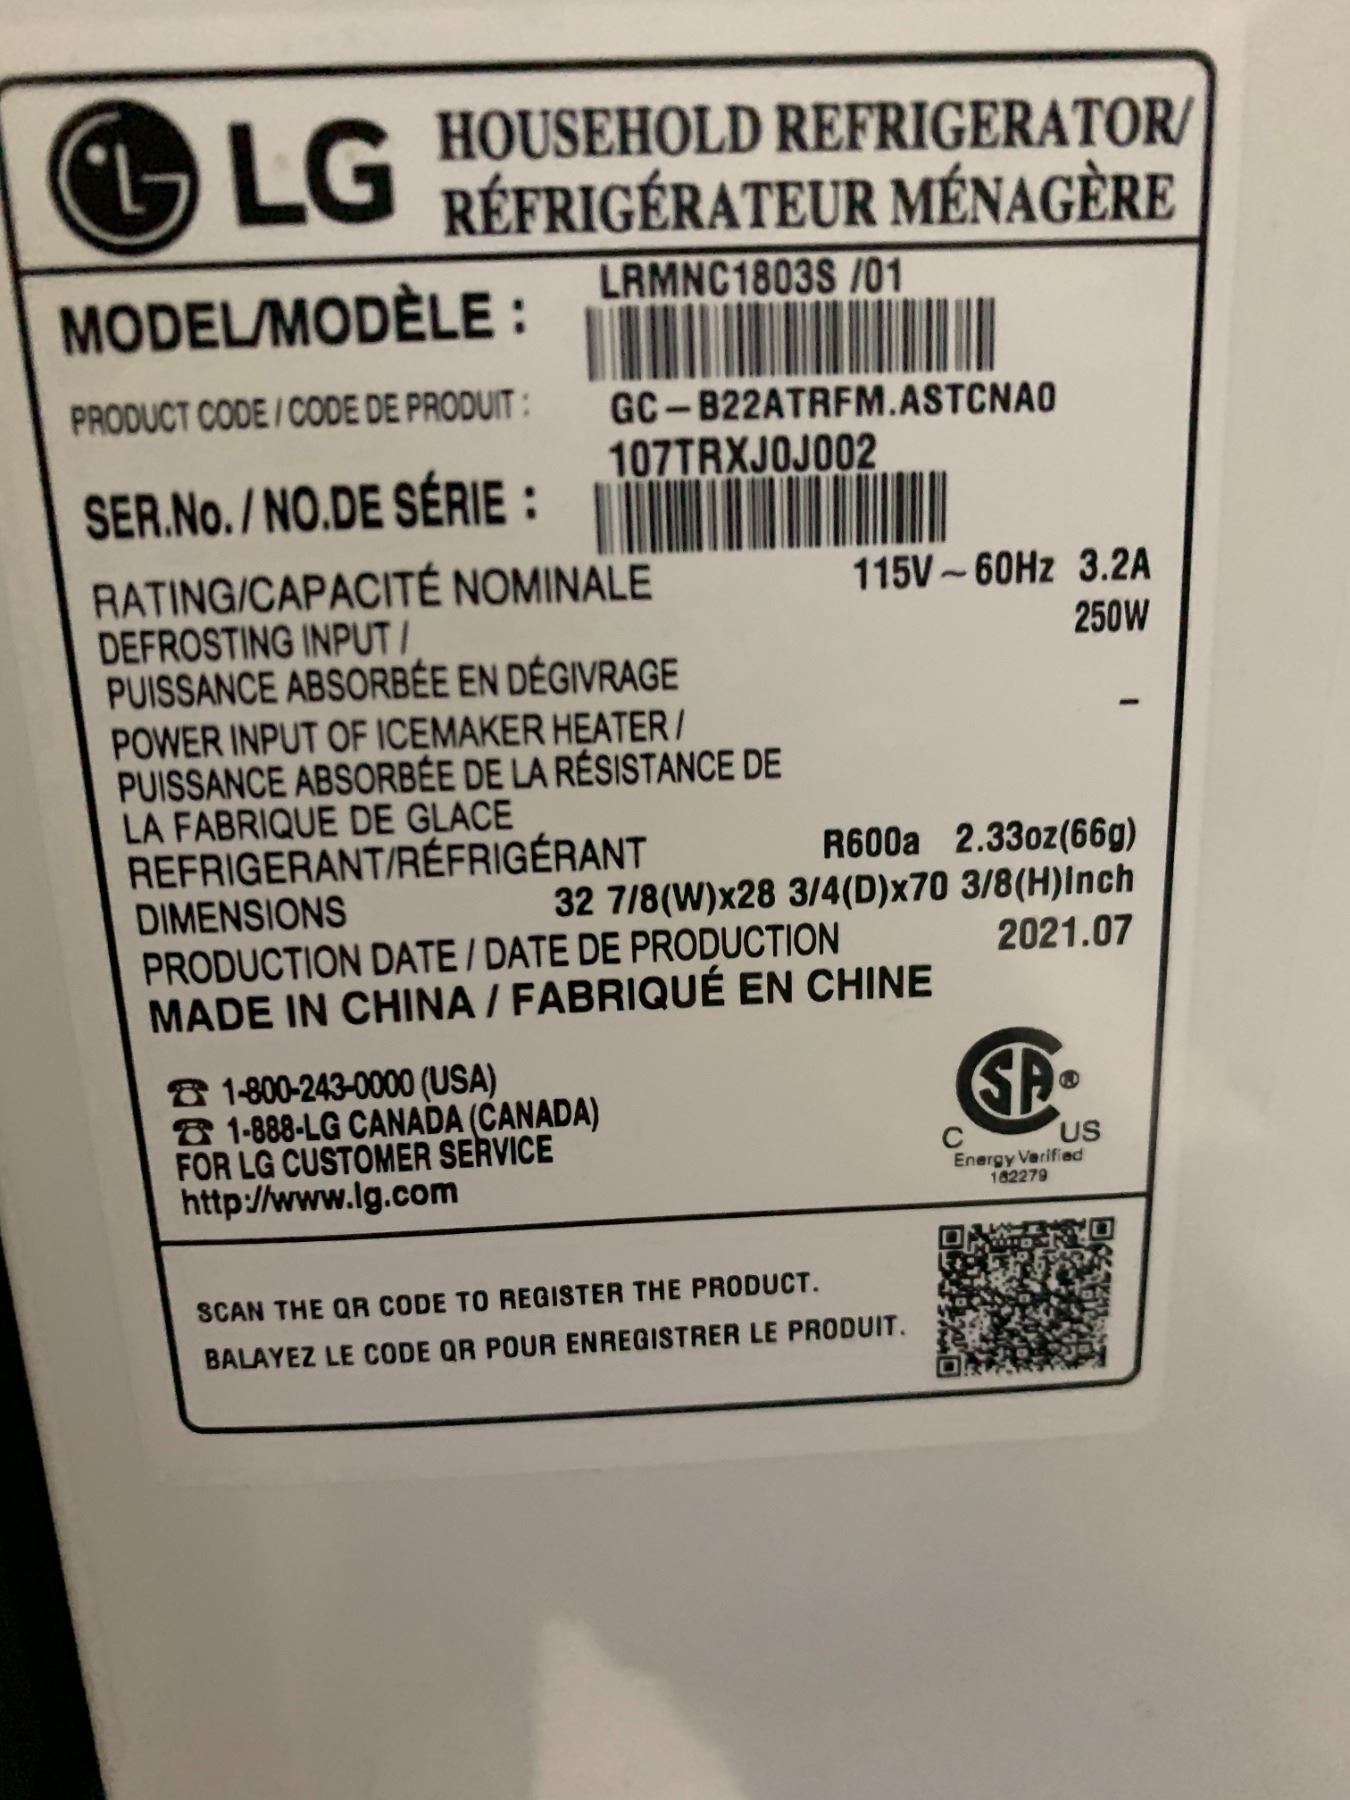 LG HOUSEHOLD REFRIGERATOR/
RÉFRIGÉRATEUR MÉNAGÈRE
MODEL/MODÈLE : LRMNC1803S /01
PRODUCT CODE / CODE DE PRODUIT : GC-B22ATRFM.ASTCNA0
SER.No. / NO.DE SÉRIE : 107TRXJ0J002
RATING/CAPACITÉ NOMINALE 115V~60Hz 3.2A
DEFROSTING INPUT / 250W
PUISSANCE ABSORBÉE EN DÉGIVRAGE
POWER INPUT OF ICEMAKER HEATER / -
PUISSANCE ABSORBÉE DE LA RÉSISTANCE DE
LA FABRIQUE DE GLACE
REFRIGERANT/RÉFRIGÉRANT R600a 2.33oz(66g)
DIMENSIONS 32 7/8(W)x28 3/4(D)x70 3/8(H)Inch
PRODUCTION DATE / DATE DE PRODUCTION 2021.07
MADE IN CHINA / FABRIQUÉ EN CHINE
☎ 1-800-243-0000 (USA)
☎ 1-888-LG CANADA (CANADA)
FOR LG CUSTOMER SERVICE
http://www.lg.com
CSA®
C US
Energy Verified
182279
SCAN THE QR CODE TO REGISTER THE PRODUCT.
BALAYEZ LE CODE QR POUR ENREGISTRER LE PRODUIT.